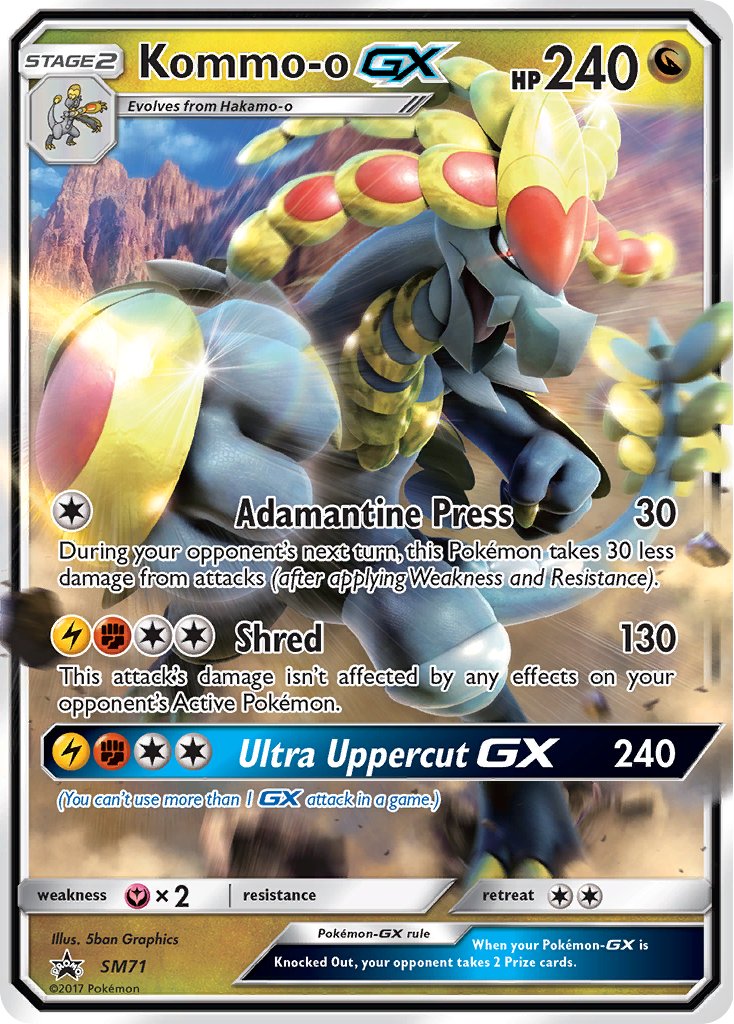 STAGE2 Kommo-o GX HP240
Evolves from Hakamo-o
Adamantine Press 30
During your opponent's next turn, this Pokémon takes 30 less
damage from attacks (after applying Weakness and Resistance).
Shred 130
This attack's damage isn't affected by any effects on your
opponent's Active Pokémon.
Ultra Uppercut GX 240
(You can't use more than 1 GX attack in a game.)
weakness ×2 resistance retreat
Illus. 5ban Graphics
PROMO SM71
©2017 Pokémon
Pokémon-GX rule
When your Pokémon-GX is
Knocked Out, your opponent takes 2 Prize cards.